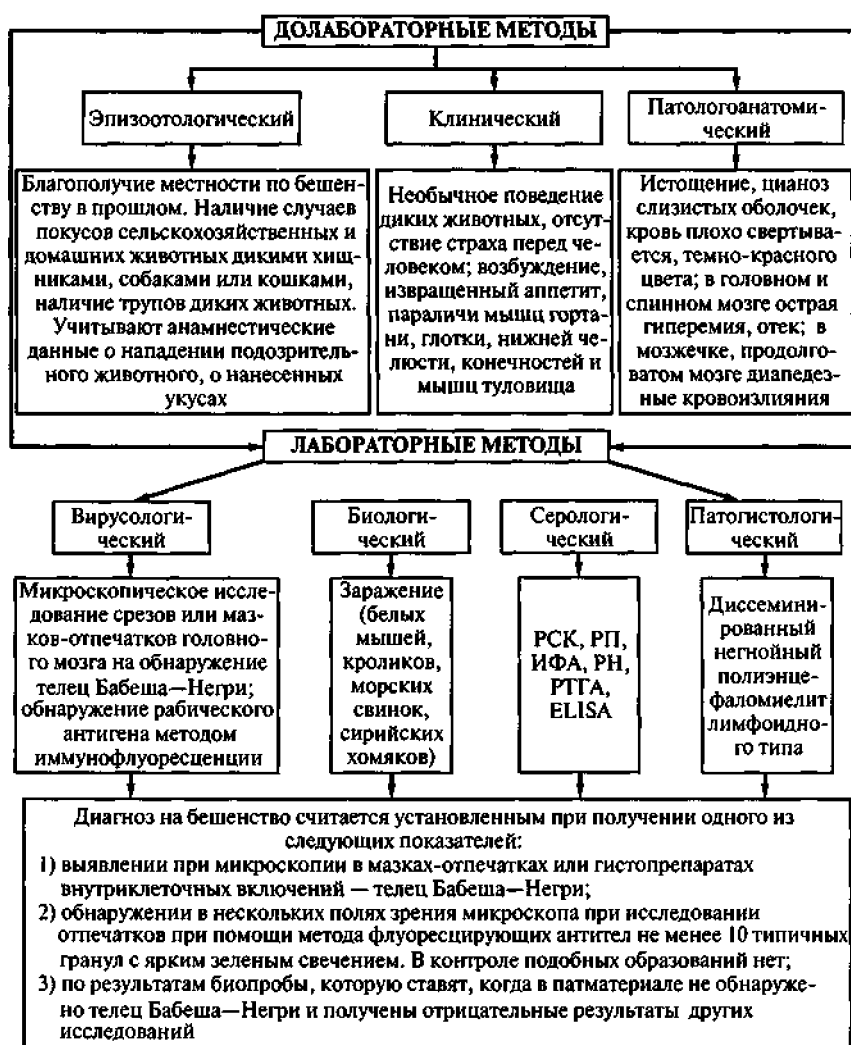 ДОЛАБОРАТОРНЫЕ МЕТОДЫ
Эпизоотологический
Клинический
Патологоанатоми-
ческий
Благополучие местности по бешен-
ству в прошлом. Наличие случаев
покусов сельскохозяйственных и
домашних животных дикими хищ-
никами, собаками или кошками,
наличие трупов диких животных.
Учитывают анамнестические
данные о нападении подозритель-
ного животного, о нанесенных
укусах
Необычное поведение
диких животных, отсут-
ствие страха перед че-
ловеком; возбуждение,
извращенный аппетит,
параличи мышц горта-
ни, глотки, нижней че-
люсти, конечностей и
мышц туловища
Истощение, цианоз
слизистых оболочек,
кровь плохо свертыва-
ется, темно-красного
цвета; в головном и
спинном мозге острая
гиперемия, отек; в
мозжечке, продолго-
ватом мозге диапедез-
ные кровоизлияния
ЛАБОРАТОРНЫЕ МЕТОДЫ
Вирусологи-
ческий
Биологи-
ческий
Серологи-
ческий
Патогистологи-
ческий
Микроскопическое иссле-
дование срезов или маз-
ков-отпечатков головно-
го мозга на обнаружение
телец Бабеша—Негри;
обнаружение рабического
антигена методом
иммунофлуоресценции
Заражение
(белых
мышей,
кроликов,
морских
свинок,
сирийских
хомяков)
РСК, РП,
ИФА, РН,
РТГА,
ELISA
Диссемини-
рованный
негнойный
полиэнце-
фаломиелит
лимфоидно-
го типа
Диагноз на бешенство считается установленным при получении одного из
следующих показателей:
1) выявлении при микроскопии в мазках-отпечатках или гистопрепаратах
внутриклеточных включений — телец Бабеша—Негри;
2) обнаружении в нескольких полях зрения микроскопа при исследовании
отпечатков при помощи метода флуоресцирующих антител не менее 10 типичных
гранул с ярким зеленым свечением. В контроле подобных образований нет;
3) по результатам биопробы, которую ставят, когда в патматериале не обнаруже-
но телец Бабеша—Негри и получены отрицательные результаты других
исследований